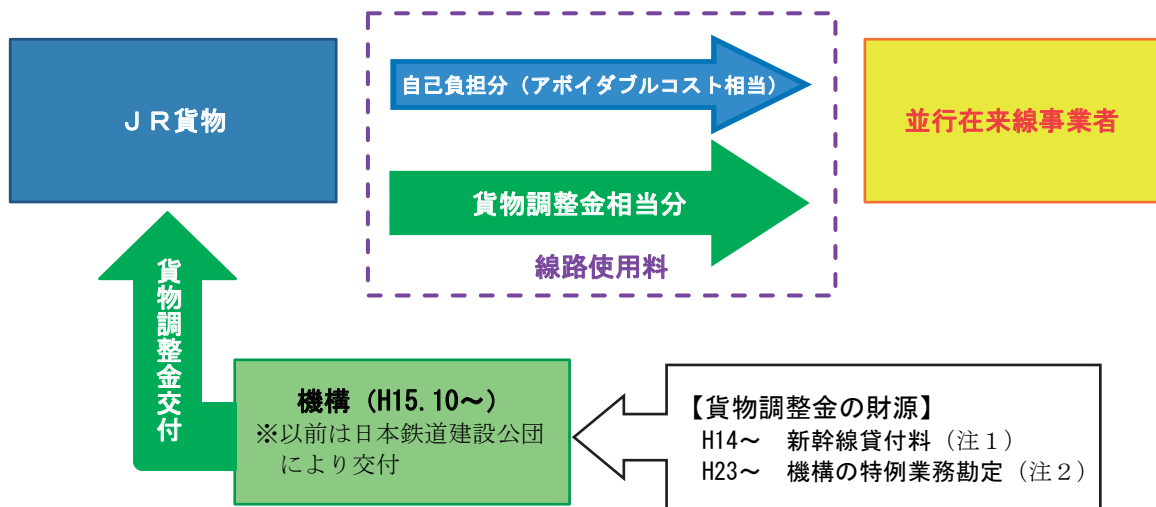 ＪＲ貨物
自己負担分（アボイダブルコスト相当）
貨物調整金相当分
線路使用料
並行在来線事業者
貨物調整金交付
機構（H15.10～）
※以前は日本鉄道建設公団
により交付
【貨物調整金の財源】
H14～　新幹線貸付料（注１）
H23～　機構の特例業務勘定（注２）